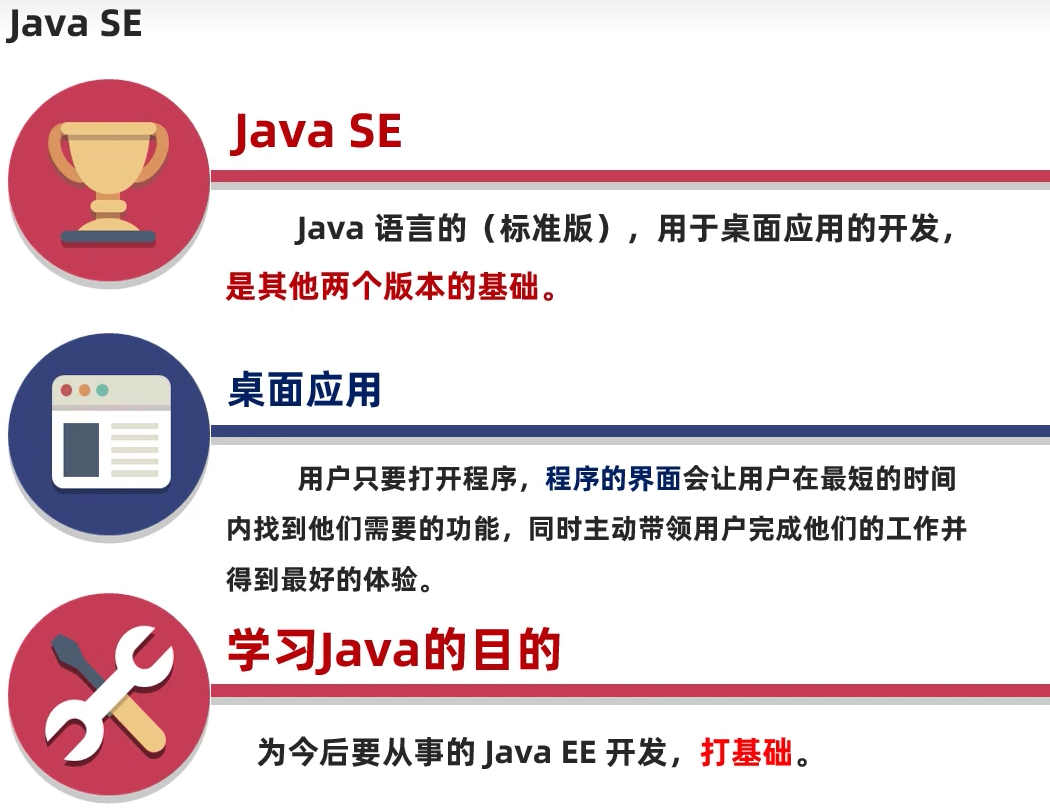 Java SE
Java SE
Java 语言的（标准版），用于桌面应用的开发，
是其他两个版本的基础。
桌面应用
用户只要打开程序，程序的界面会让用户在最短的时间
内找到他们需要的功能，同时主动带领用户完成他们的工作并
得到最好的体验。
学习Java的目的
为今后要从事的 Java EE 开发，打基础。